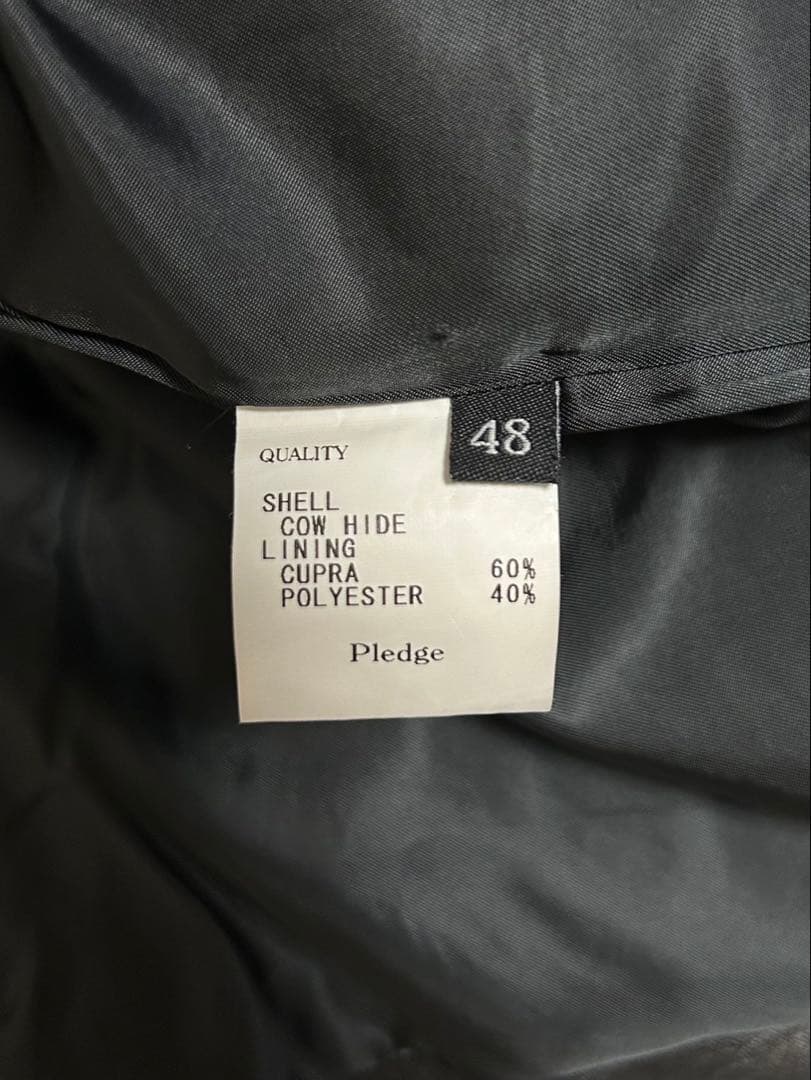 48
QUALITY
SHELL
COW HIDE
LINING
CUPRA 60%
POLYESTER 40%
Pledge